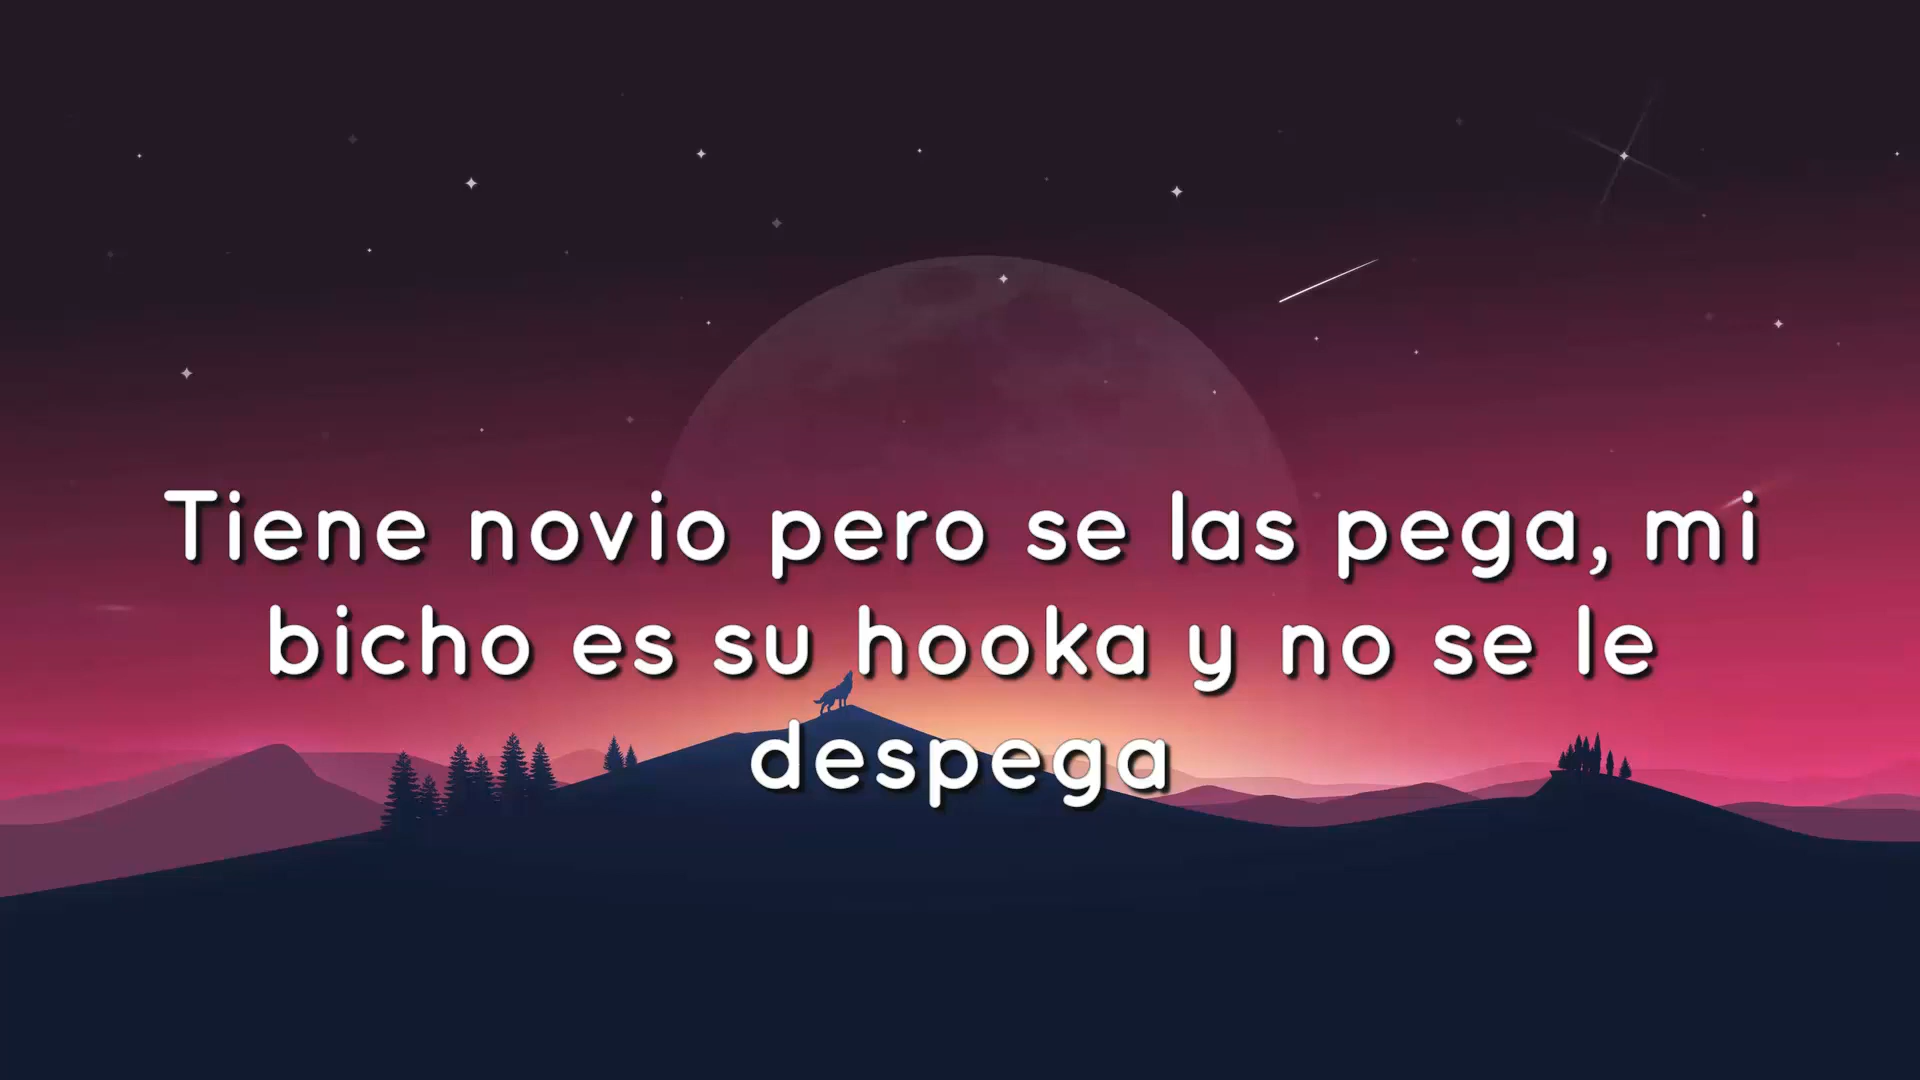 Tiene novio pero se las pega, mi
bicho es su hooka y no se le
despega